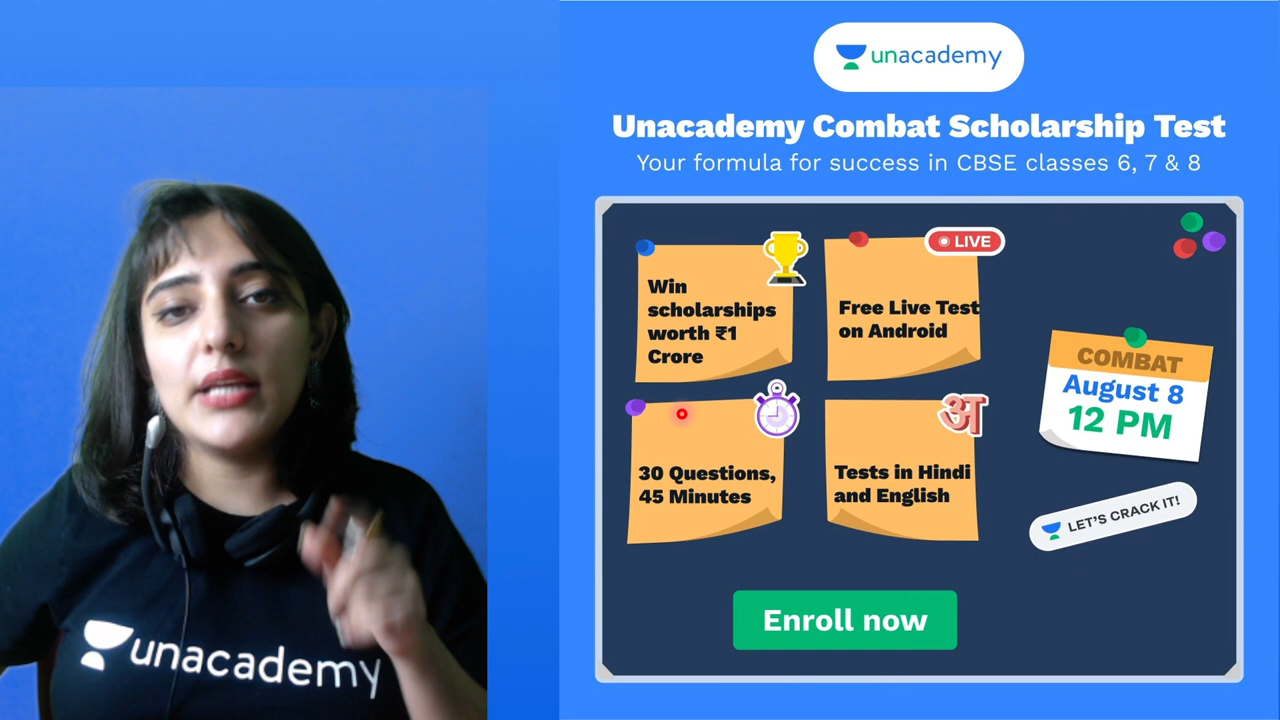 unacademy
Unacademy Combat Scholarship Test
Your formula for success in CBSE classes 6, 7 & 8
Win
scholarships
worth ₹1
Crore
LIVE
Free Live Test
on Android
COMBAT
August 8
12 PM
30 Questions,
45 Minutes
अ
Tests in Hindi
and English
LET'S CRACK IT!
Enroll now
unacademy